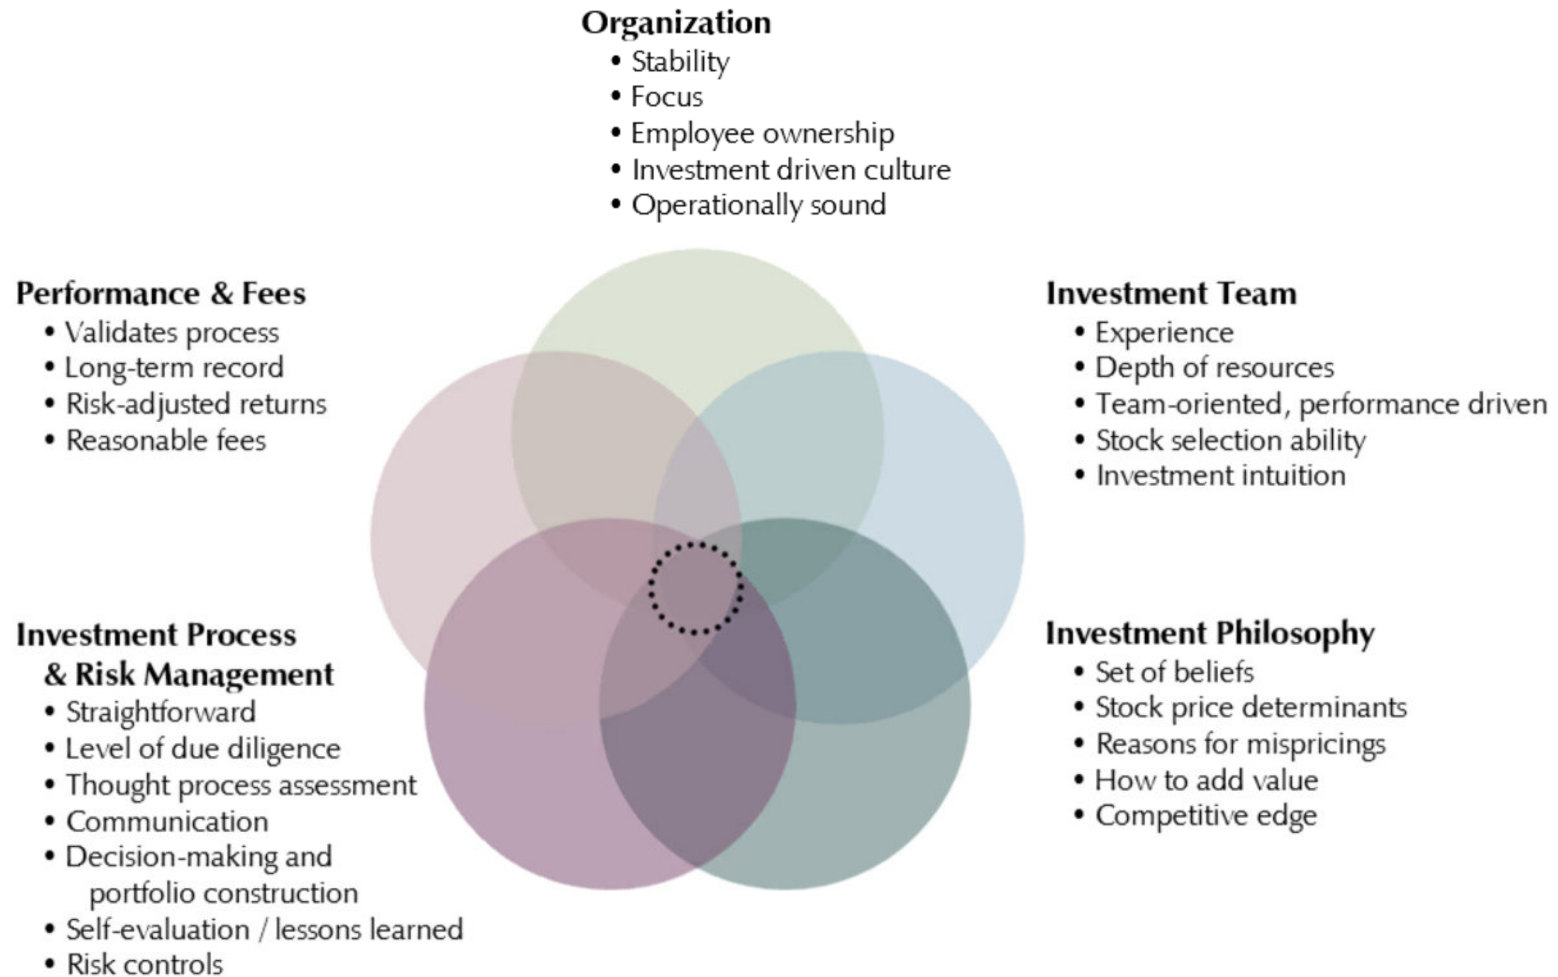 Organization
• Stability
• Focus
• Employee ownership
• Investment driven culture
• Operationally sound
Performance & Fees
• Validates process
• Long-term record
• Risk-adjusted returns
• Reasonable fees
Investment Team
• Experience
• Depth of resources
• Team-oriented, performance driven
• Stock selection ability
• Investment intuition
Investment Process
& Risk Management
• Straightforward
• Level of due diligence
• Thought process assessment
• Communication
• Decision-making and
portfolio construction
• Self-evaluation / lessons learned
• Risk controls
Investment Philosophy
• Set of beliefs
• Stock price determinants
• Reasons for mispricings
• How to add value
• Competitive edge